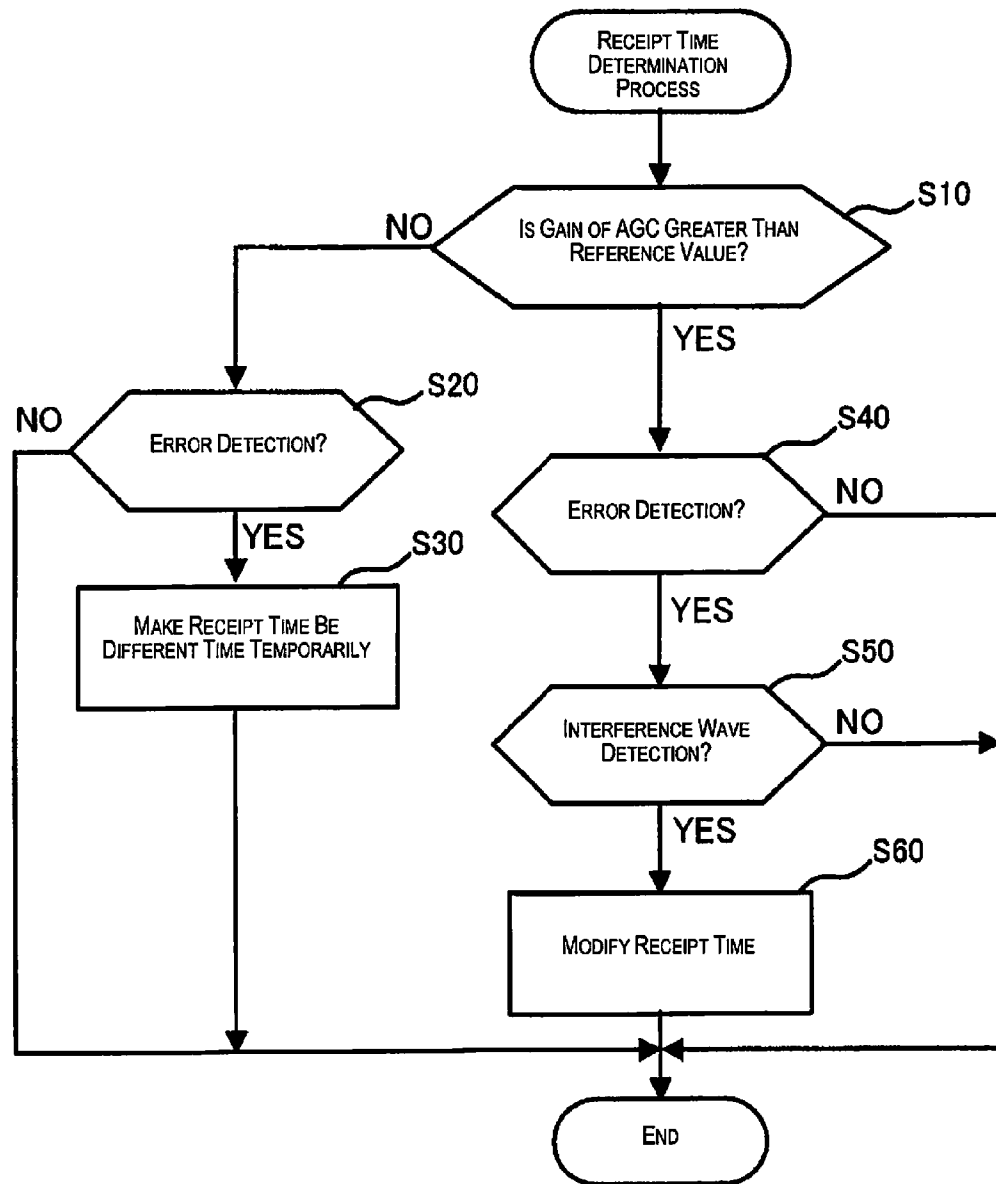 RECEIPT TIME
DETERMINATION
PROCESS
S10
IS GAIN OF AGC GREATER THAN
REFERENCE VALUE?
NO
YES
S20
NO
ERROR DETECTION?
YES
S30
MAKE RECEIPT TIME BE
DIFFERENT TIME TEMPORARILY
S40
ERROR DETECTION?
NO
YES
S50
INTERFERENCE WAVE
DETECTION?
NO
YES
S60
MODIFY RECEIPT TIME
END